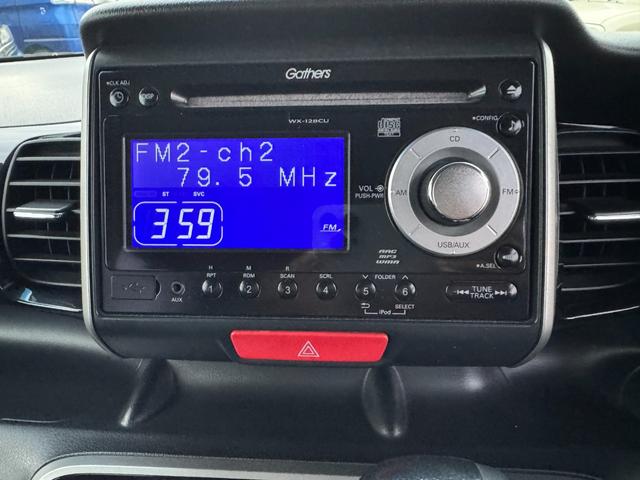 Gathers
*CLK ADJ
DISP
WX-128CU
*CONFIG
FM2-ch2
79.5 MHz
ST SVC
359
FM
VOL
PUSH-PWR
CD
AM
FM
USB/AUX
AAC
MP3
WMA
*A.SEL
AUX
H
RPT
1
M
RDM
2
R
SCAN
3
SCRL
4
FOLDER
5
6
iPod
SELECT
TUNE
TRACK